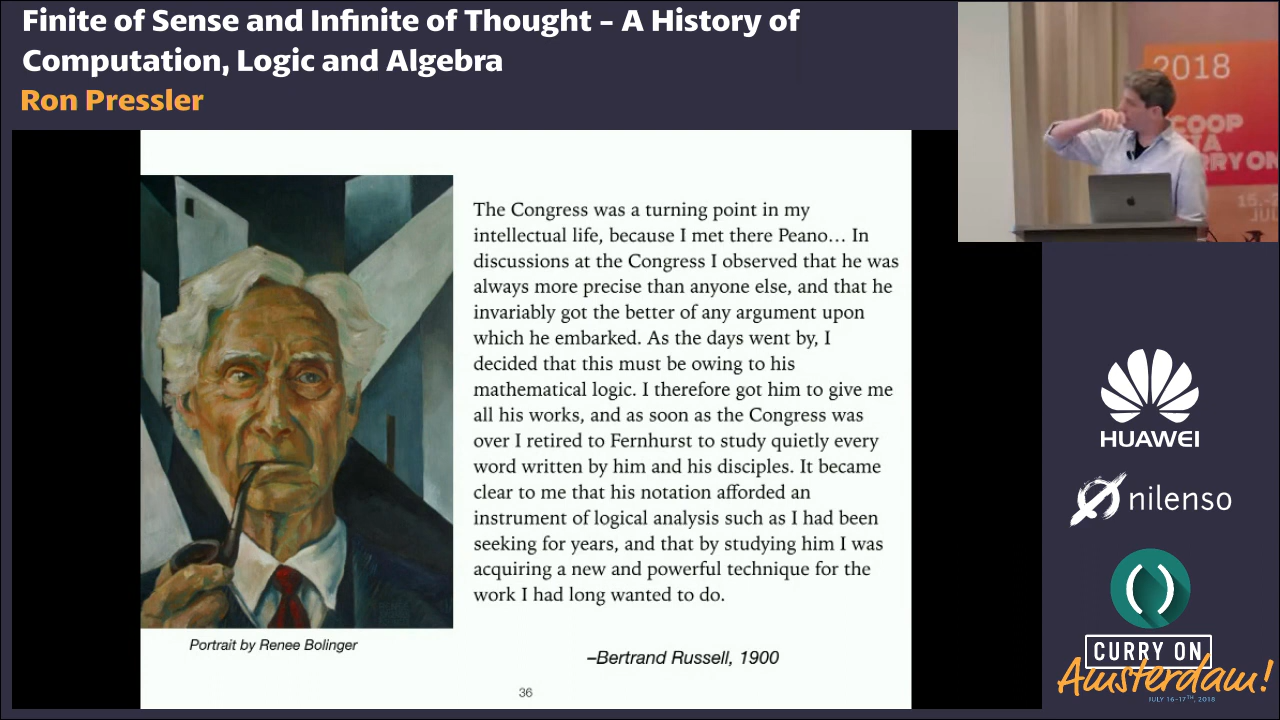 Finite of Sense and Infinite of Thought – A History of
Computation, Logic and Algebra
Ron Pressler
2018
COOP
RRY ON
15.-2
JUL
The Congress was a turning point in my
intellectual life, because I met there Peano… In
discussions at the Congress I observed that he was
always more precise than anyone else, and that he
invariably got the better of any argument upon
which he embarked. As the days went by, I
decided that this must be owing to his
mathematical logic. I therefore got him to give me
all his works, and as soon as the Congress was
over I retired to Fernhurst to study quietly every
word written by him and his disciples. It became
clear to me that his notation afforded an
instrument of logical analysis such as I had been
seeking for years, and that by studying him I was
acquiring a new and powerful technique for the
work I had long wanted to do.
Portrait by Renee Bolinger
–Bertrand Russell, 1900
36
HUAWEI
nilenso
( )
CURRY ON
Amsterdam!
JULY 16-17TH, 2018